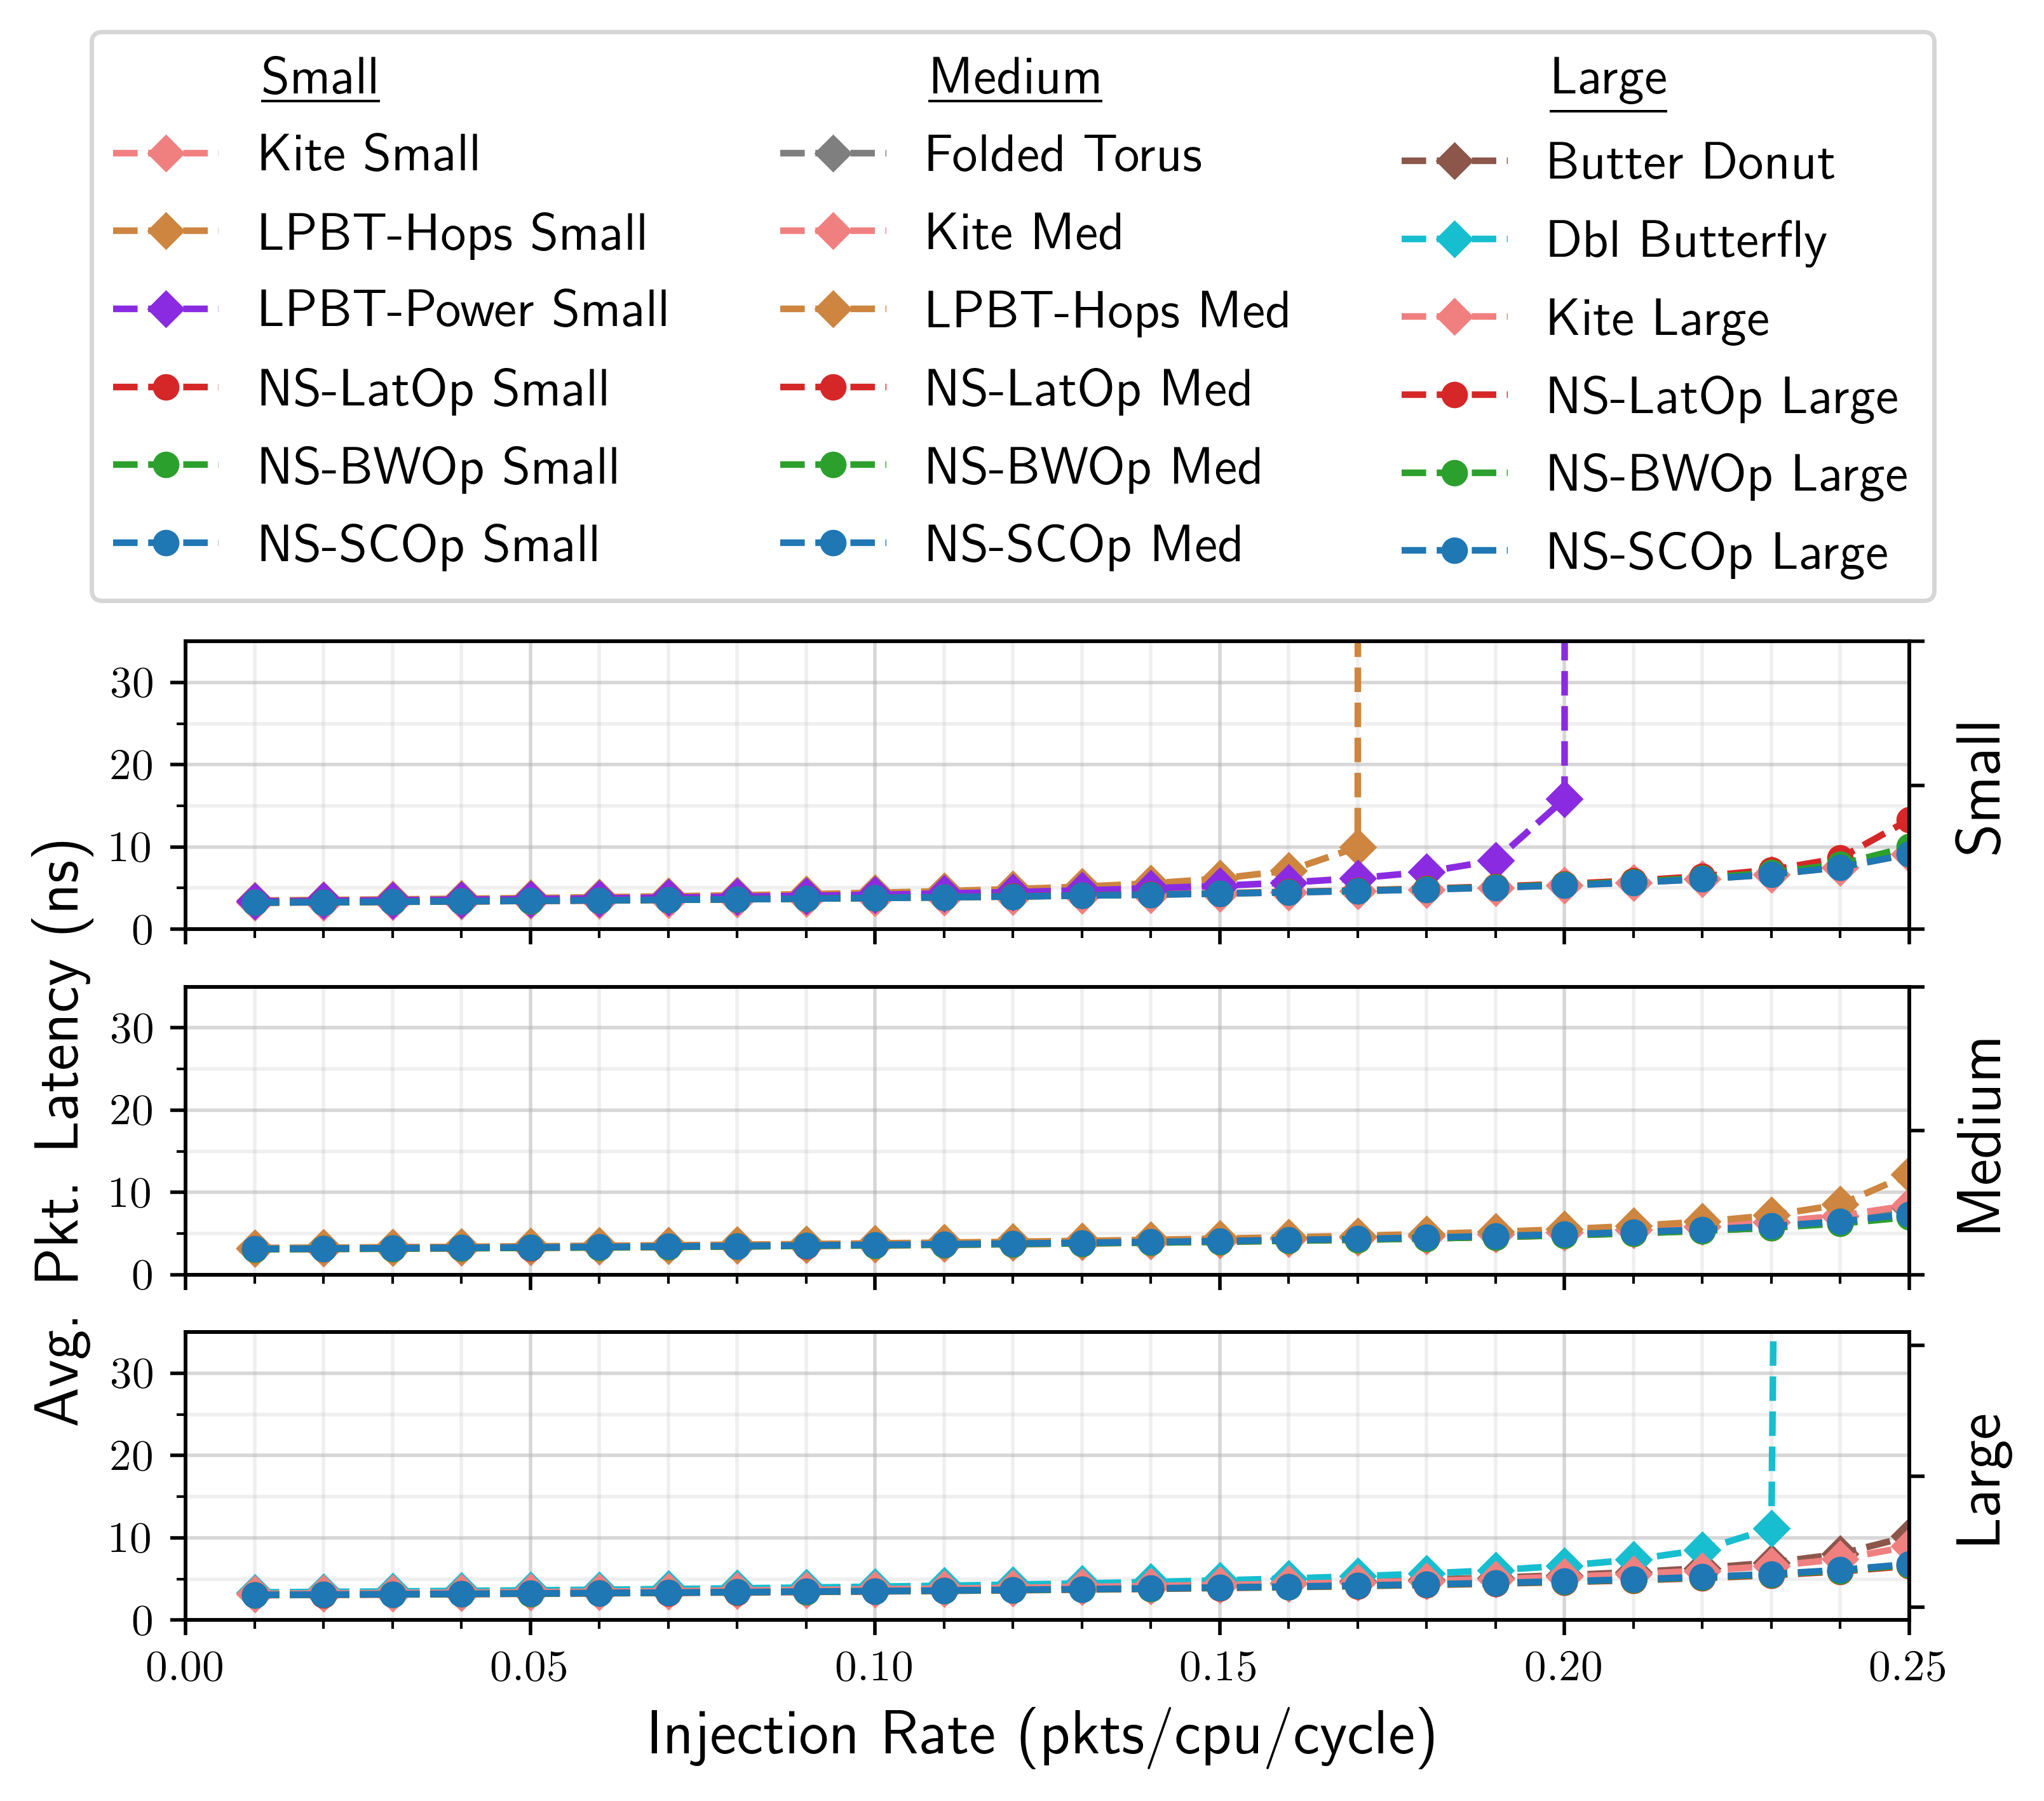 Small
Kite Small
LPBT-Hops Small
LPBT-Power Small
NS-LatOp Small
NS-BWOp Small
NS-SCOp Small
Medium
Folded Torus
Kite Med
LPBT-Hops Med
NS-LatOp Med
NS-BWOp Med
NS-SCOp Med
Large
Butter Donut
Dbl Butterfly
Kite Large
NS-LatOp Large
NS-BWOp Large
NS-SCOp Large
Avg. Pkt. Latency (ns)
30
20
10
0
Small
30
20
10
0
Medium
30
20
10
0
Large
0.00 0.05 0.10 0.15 0.20 0.25
Injection Rate (pkts/cpu/cycle)